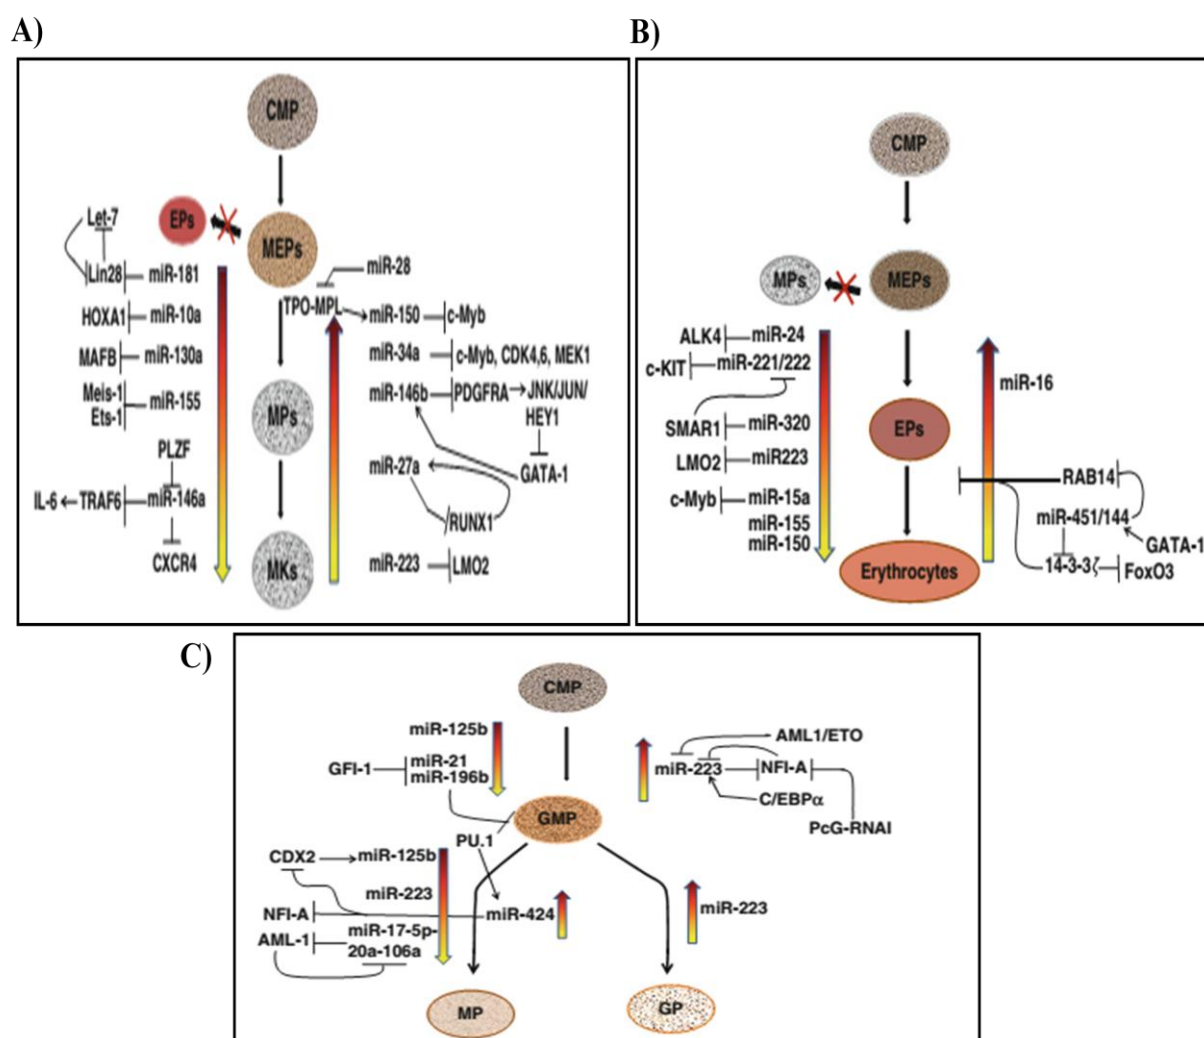 A)
CMP
Let-7
EPs
MEPs
Lin28
miR-181
miR-28
HOXA1
miR-10a
TPO-MPL
miR-150
c-Myb
MAFB
miR-130a
miR-34a
c-Myb, CDK4,6, MEK1
Meis-1
Ets-1
miR-155
MPs
miR-146b
PDGFRA
JNK/JUN/
HEY1
PLZF
miR-27a
GATA-1
IL-6
TRAF6
miR-146a
RUNX1
CXCR4
MKs
miR-223
LMO2
B)
CMP
MPs
MEPs
ALK4
miR-24
c-KIT
miR-221/222
miR-16
SMAR1
miR-320
EPs
LMO2
miR223
RAB14
c-Myb
miR-15a
miR-155
miR-150
miR-451/144
GATA-1
Erythrocytes
14-3-3ζ
FoxO3
C)
CMP
miR-125b
AML1/ETO
GFI-1
miR-21
miR-196b
miR-223
NFI-A
C/EBPα
GMP
PcG-RNAI
PU.1
CDX2
miR-125b
miR-223
NFI-A
miR-424
miR-223
AML-1
miR-17-5p-
20a-106a
MP
GP